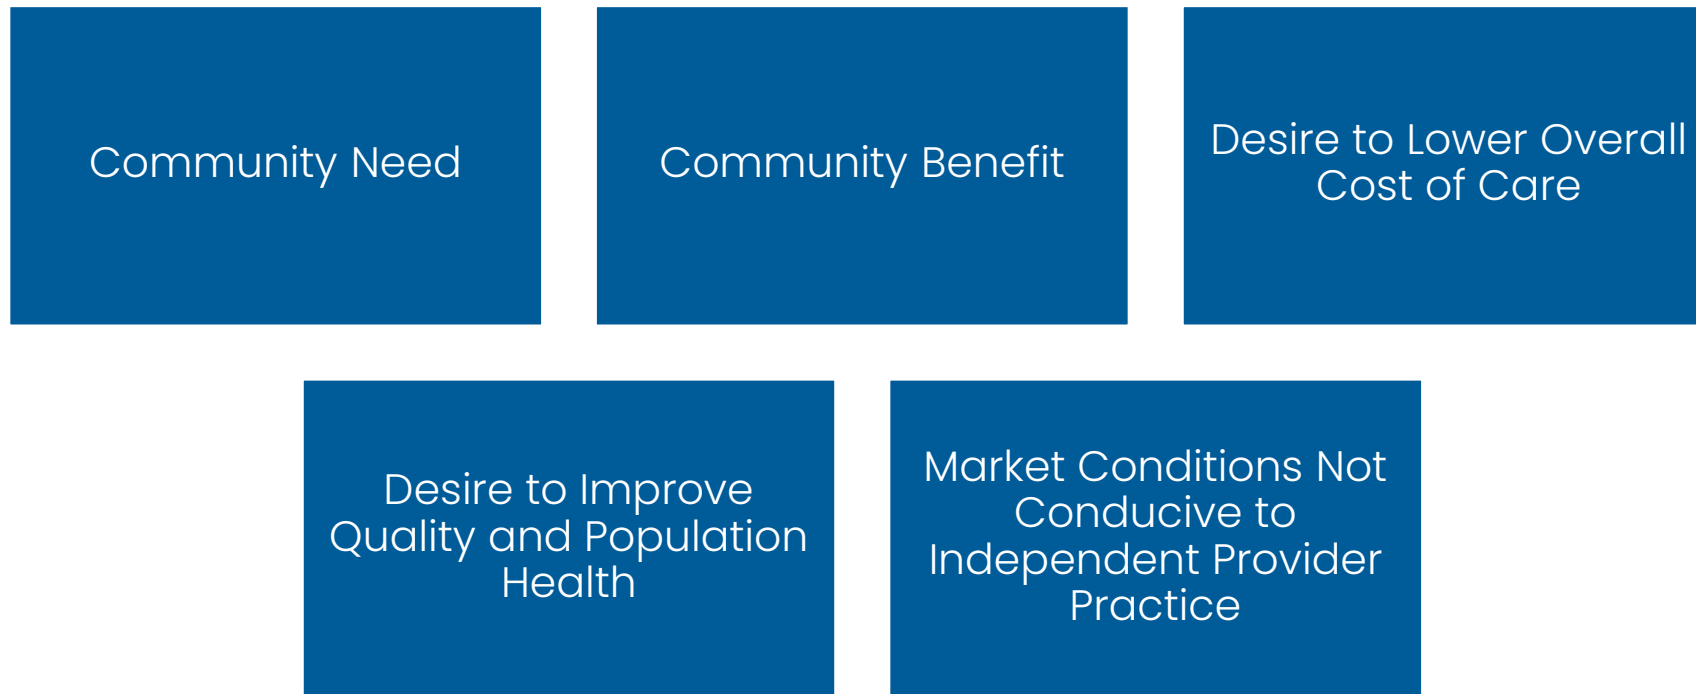 Community Need
Community Benefit
Desire to Lower Overall
Cost of Care
Desire to Improve
Quality and Population
Health
Market Conditions Not
Conducive to
Independent Provider
Practice